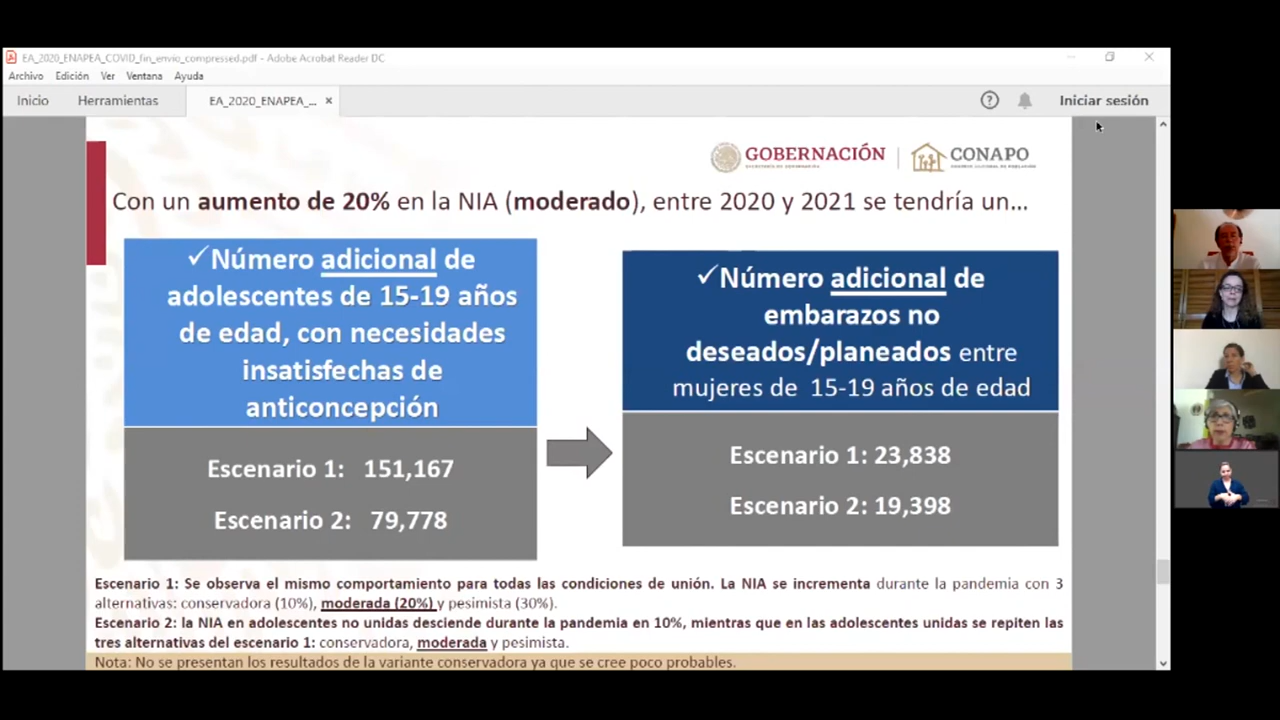 EA_2020_ENAPEA_COVID_fin_envio_compressed.pdf - Adobe Acrobat Reader DC
Archivo Edición Ver Ventana Ayuda
Inicio Herramientas EA_2020_ENAPEA_... × Iniciar sesión
GOBERNACIÓN CONAPO
SECRETARÍA DE GOBERNACIÓN CONSEJO NACIONAL DE POBLACIÓN
Con un aumento de 20% en la NIA (moderado), entre 2020 y 2021 se tendría un...
✓Número adicional de
adolescentes de 15-19 años
de edad, con necesidades
insatisfechas de
anticoncepción
Escenario 1: 151,167
Escenario 2: 79,778
✓Número adicional de
embarazos no
deseados/planeados entre
mujeres de 15-19 años de edad
Escenario 1: 23,838
Escenario 2: 19,398
Escenario 1: Se observa el mismo comportamiento para todas las condiciones de unión. La NIA se incrementa durante la pandemia con 3
alternativas: conservadora (10%), moderada (20%) y pesimista (30%).
Escenario 2: la NIA en adolescentes no unidas desciende durante la pandemia en 10%, mientras que en las adolescentes unidas se repiten las
tres alternativas del escenario 1: conservadora, moderada y pesimista.
Nota: No se presentan los resultados de la variante conservadora ya que se cree poco probables.